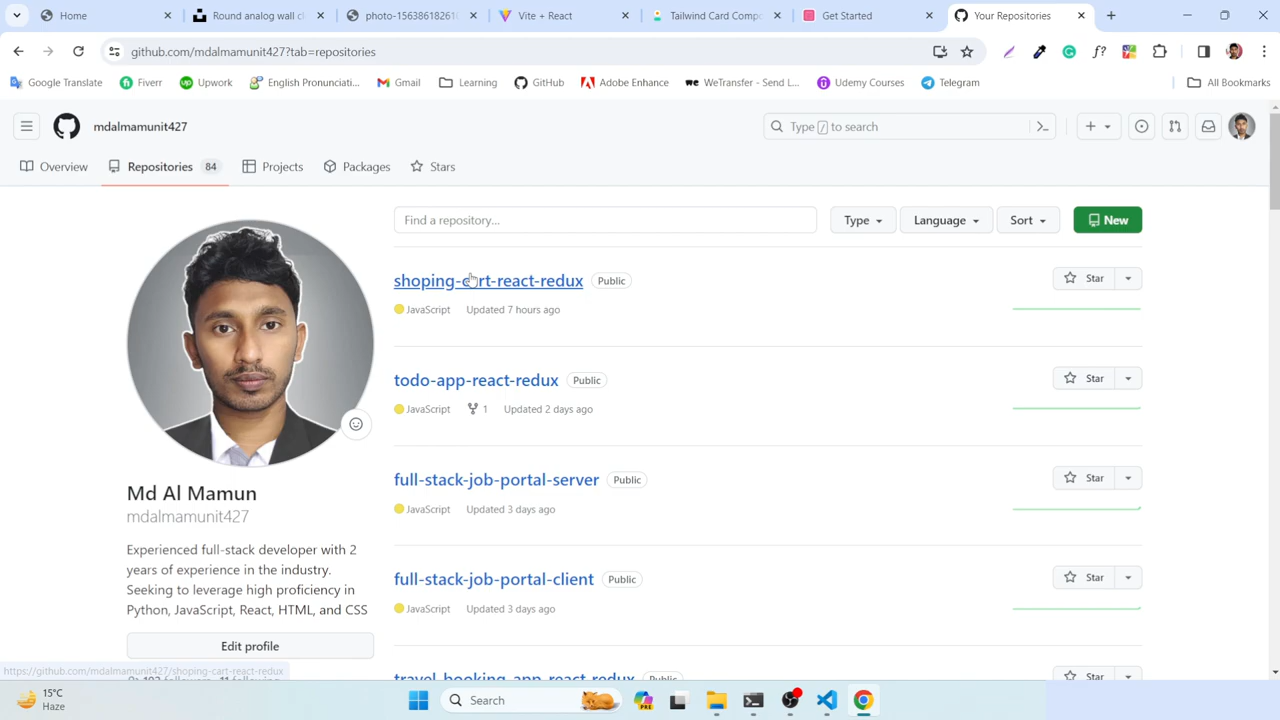 Home
Round analog wall cl
photo-1563861826100
Vite + React
Tailwind Card Compo
Get Started
Your Repositories
github.com/mdalmamunit427?tab=repositories
Google Translate
Fiverr
Upwork
English Pronunciati...
Gmail
Learning
GitHub
Adobe Enhance
WeTransfer - Send L...
Udemy Courses
Telegram
All Bookmarks
mdalmamunit427
Type / to search
Overview
Repositories 84
Projects
Packages
Stars
Find a repository...
Type
Language
Sort
New
shoping-cart-react-redux Public
Star
JavaScript Updated 7 hours ago
todo-app-react-redux Public
Star
JavaScript 1 Updated 2 days ago
full-stack-job-portal-server Public
Star
JavaScript Updated 3 days ago
full-stack-job-portal-client Public
Star
JavaScript Updated 3 days ago
travel_booking_app_react_redux Public
Star
Md Al Mamun
mdalmamunit427
Experienced full-stack developer with 2
years of experience in the industry.
Seeking to leverage high proficiency in
Python, JavaScript, React, HTML, and CSS
Edit profile
https://github.com/mdalmamunit427/shoping-cart-react-redux
15°C
Haze
Search
PRE